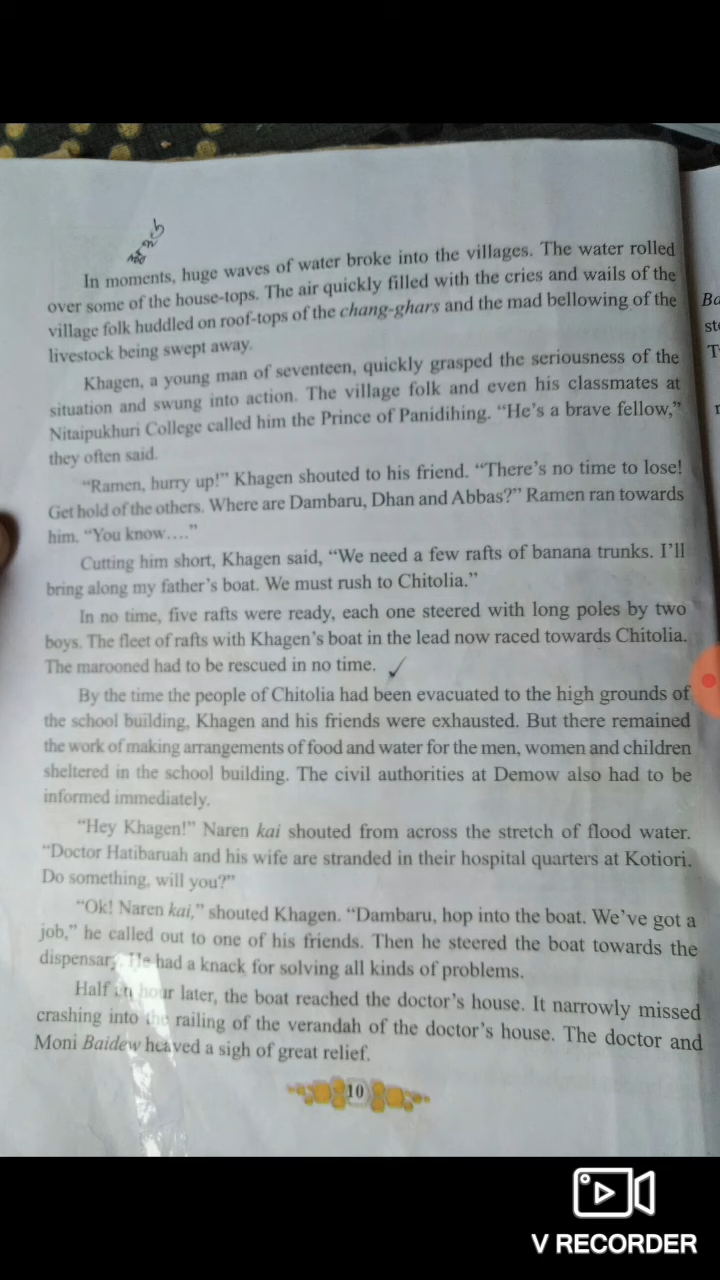 In moments, huge waves of water broke into the villages. The water rolled
over some of the house-tops. The air quickly filled with the cries and wails of the
village folk huddled on roof-tops of the chang-ghars and the mad bellowing of the
livestock being swept away.
Khagen, a young man of seventeen, quickly grasped the seriousness of the
situation and swung into action. The village folk and even his classmates at
Nitaipukhuri College called him the Prince of Panidihing. “He’s a brave fellow,”
they often said.
“Ramen, hurry up!” Khagen shouted to his friend. “There’s no time to lose!
Get hold of the others. Where are Dambaru, Dhan and Abbas?” Ramen ran towards
him. “You know....”
Cutting him short, Khagen said, “We need a few rafts of banana trunks. I’ll
bring along my father’s boat. We must rush to Chitolia.”
In no time, five rafts were ready, each one steered with long poles by two
boys. The fleet of rafts with Khagen’s boat in the lead now raced towards Chitolia.
The marooned had to be rescued in no time.
By the time the people of Chitolia had been evacuated to the high grounds of
the school building, Khagen and his friends were exhausted. But there remained
the work of making arrangements of food and water for the men, women and children
sheltered in the school building. The civil authorities at Demow also had to be
informed immediately.
“Hey Khagen!” Naren kai shouted from across the stretch of flood water.
“Doctor Hatibaruah and his wife are stranded in their hospital quarters at Kotiori.
Do something, will you?”
“Ok! Naren kai,” shouted Khagen. “Dambaru, hop into the boat. We’ve got a
job,” he called out to one of his friends. Then he steered the boat towards the
dispensary. He had a knack for solving all kinds of problems.
Half an hour later, the boat reached the doctor’s house. It narrowly missed
crashing into the railing of the verandah of the doctor’s house. The doctor and
Moni Baidew heaved a sigh of great relief.
10
V RECORDER